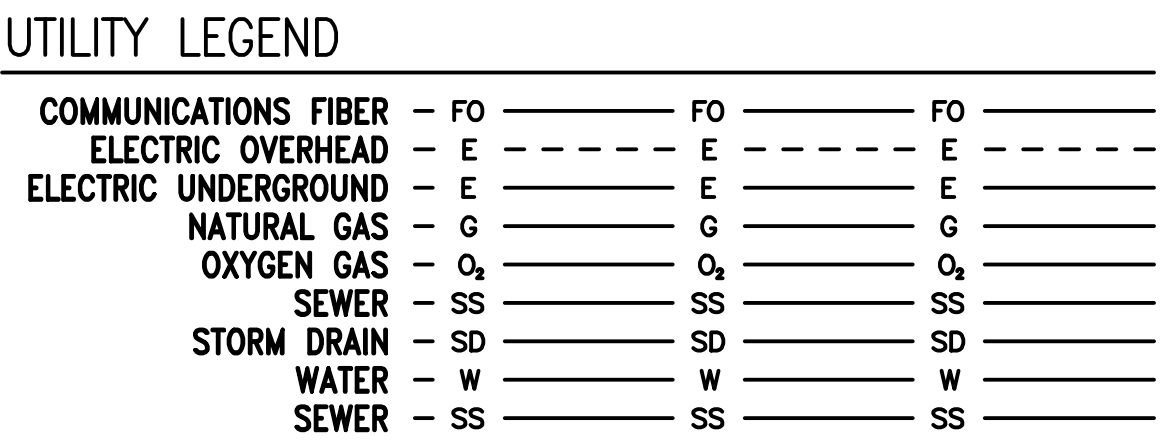 UTILITY LEGEND
COMMUNICATIONS FIBER FO FO FO
ELECTRIC OVERHEAD E E E
ELECTRIC UNDERGROUND E E E
NATURAL GAS G G G
OXYGEN GAS O₂ O₂ O₂
SEWER SS SS SS
STORM DRAIN SD SD SD
WATER W W W
SEWER SS SS SS